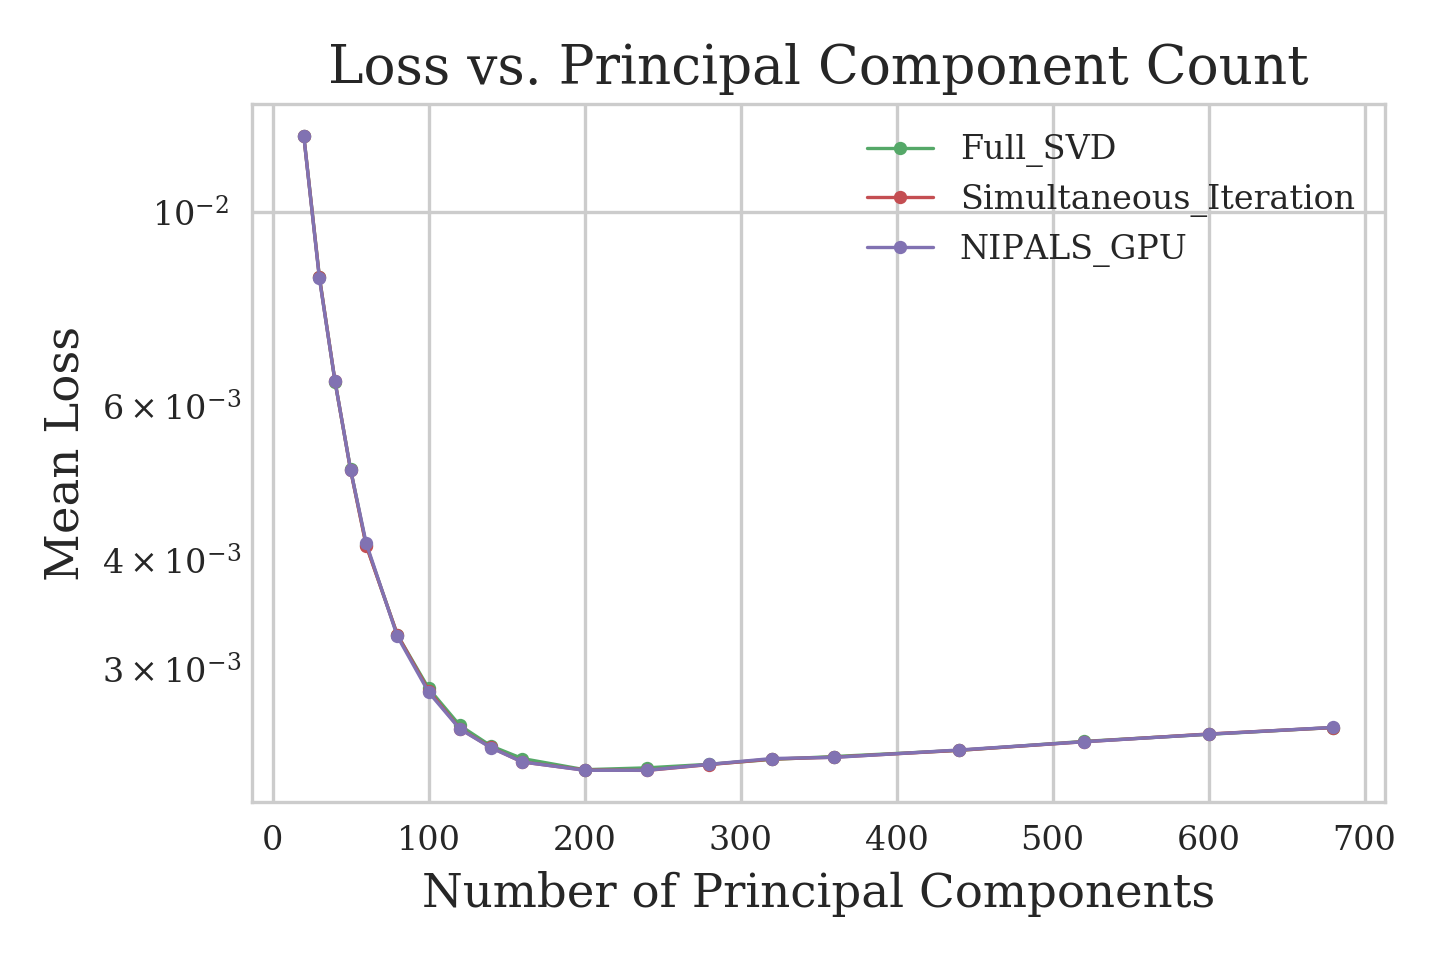 Loss vs. Principal Component Count
Full_SVD
Simultaneous_Iteration
NIPALS_GPU
Mean Loss
10⁻²
6 × 10⁻³
4 × 10⁻³
3 × 10⁻³
0 100 200 300 400 500 600 700
Number of Principal Components